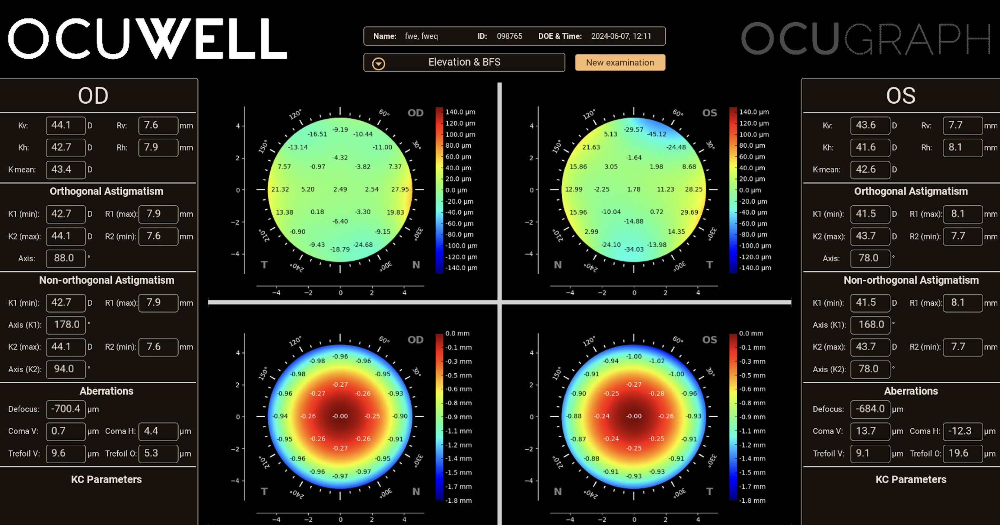 OCUWELL
Name: fwe, fweq ID: 098765 DOE & Time: 2024-06-07, 12:11
OCUGRAPH
Elevation & BFS
New examination
OD
Kv: 44.1 D Rv: 7.6 mm
Kh: 42.7 D Rh: 7.9 mm
K-mean: 43.4 D
Orthogonal Astigmatism
K1 (min): 42.7 D R1 (max): 7.9 mm
K2 (max): 44.1 D R2 (min): 7.6 mm
Axis: 88.0 °
Non-orthogonal Astigmatism
K1 (min): 42.7 D R1 (max): 7.9 mm
Axis (K1): 178.0 °
K2 (max): 44.1 D R2 (min): 7.6 mm
Axis (K2): 94.0 °
Aberrations
Defocus: -700.4 µm
Coma V: 0.7 µm Coma H: 4.4 µm
Trefoil V: 9.6 µm Trefoil O: 5.3 µm
KC Parameters
OD
120° 60°
150° 30°
210° 330°
240° 300°
4
2
0
−2
−4
-9.19
-16.51 -10.44
-13.14 -11.00
-4.32
7.57 -0.97 -3.82 7.37
21.32 5.20 2.49 2.54 27.95
13.38 0.18 -3.30 19.83
-6.40
-0.90 -9.15
-9.43 -18.79 -24.68
T N
−4 −2 0 2 4
140.0 µm
120.0 µm
100.0 µm
80.0 µm
60.0 µm
40.0 µm
20.0 µm
0.0 µm
-20.0 µm
-40.0 µm
-60.0 µm
-80.0 µm
-100.0 µm
-120.0 µm
-140.0 µm
OS
120° 60°
150° 30°
210° 330°
240° 300°
4
2
0
−2
−4
-29.57
5.13 -45.12
21.63 -24.48
-1.64
15.86 3.05 1.98 8.68
12.99 -2.25 1.78 11.23 28.25
15.96 -10.04 0.72 29.69
-14.88
2.99 14.35
-24.10 -34.03 -13.98
N T
−4 −2 0 2 4
140.0 µm
120.0 µm
100.0 µm
80.0 µm
60.0 µm
40.0 µm
20.0 µm
0.0 µm
-20.0 µm
-40.0 µm
-60.0 µm
-80.0 µm
-100.0 µm
-120.0 µm
-140.0 µm
OD
120° 60°
150° 30°
210° 330°
240° 300°
4
2
0
−2
−4
-0.96
-0.98 -0.96
-0.98 -0.95
-0.27
-0.96 -0.27 -0.26 -0.93
-0.94 -0.26 -0.00 -0.25 -0.90
-0.95 -0.26 -0.26 -0.91
-0.27
-0.96 -0.95
-0.96 -0.97 -0.97
T N
−4 −2 0 2 4
0.0 mm
-0.1 mm
-0.3 mm
-0.5 mm
-0.6 mm
-0.8 mm
-0.9 mm
-1.1 mm
-1.2 mm
-1.4 mm
-1.5 mm
-1.7 mm
-1.8 mm
OS
120° 60°
150° 30°
210° 330°
240° 300°
4
2
0
−2
−4
-1.00
-0.94 -1.02
-0.91 -1.00
-0.27
-0.90 -0.25 -0.28 -0.96
-0.88 -0.24 -0.00 -0.26 -0.93
-0.87 -0.24 -0.25 -0.91
-0.25
-0.88 -0.91
-0.91 -0.93 -0.93
N T
−4 −2 0 2 4
0.0 mm
-0.1 mm
-0.3 mm
-0.5 mm
-0.6 mm
-0.8 mm
-0.9 mm
-1.1 mm
-1.2 mm
-1.4 mm
-1.5 mm
-1.7 mm
-1.8 mm
OS
Kv: 43.6 D Rv: 7.7 mm
Kh: 41.6 D Rh: 8.1 mm
K-mean: 42.6 D
Orthogonal Astigmatism
K1 (min): 41.5 D R1 (max): 8.1 mm
K2 (max): 43.7 D R2 (min): 7.7 mm
Axis: 78.0 °
Non-orthogonal Astigmatism
K1 (min): 41.5 D R1 (max): 8.1 mm
Axis (K1): 168.0 °
K2 (max): 43.7 D R2 (min): 7.7 mm
Axis (K2): 78.0 °
Aberrations
Defocus: -684.0 µm
Coma V: 13.7 µm Coma H: -12.3 µm
Trefoil V: 9.1 µm Trefoil O: 19.6 µm
KC Parameters